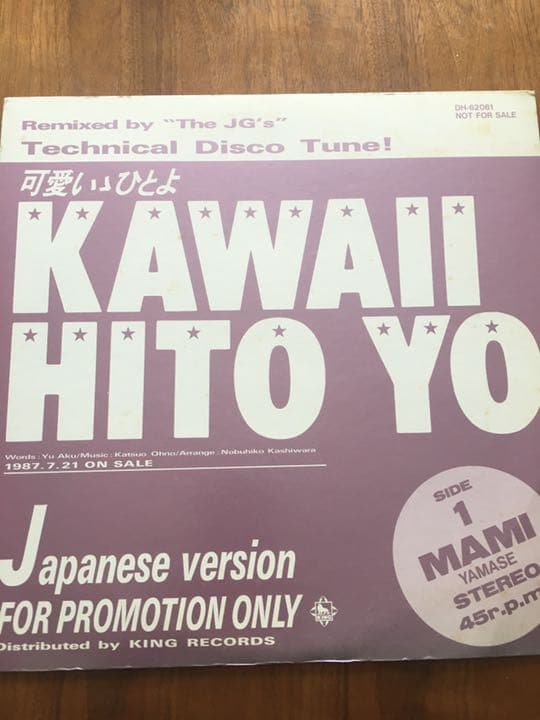 DH-62061
NOT FOR SALE
Remixed by "The JG's"
Technical Disco Tune!
可愛いひとよ
KAWAII
HITO YO
Words : Yu Aku/Music : Katsuo Ohno/Arrange : Nobuhiko Kashiwara
1987.7.21 ON SALE
SIDE
1
MAMI
YAMASE
STEREO
45r.p.m
Japanese version
FOR PROMOTION ONLY
KING
Distributed by KING RECORDS